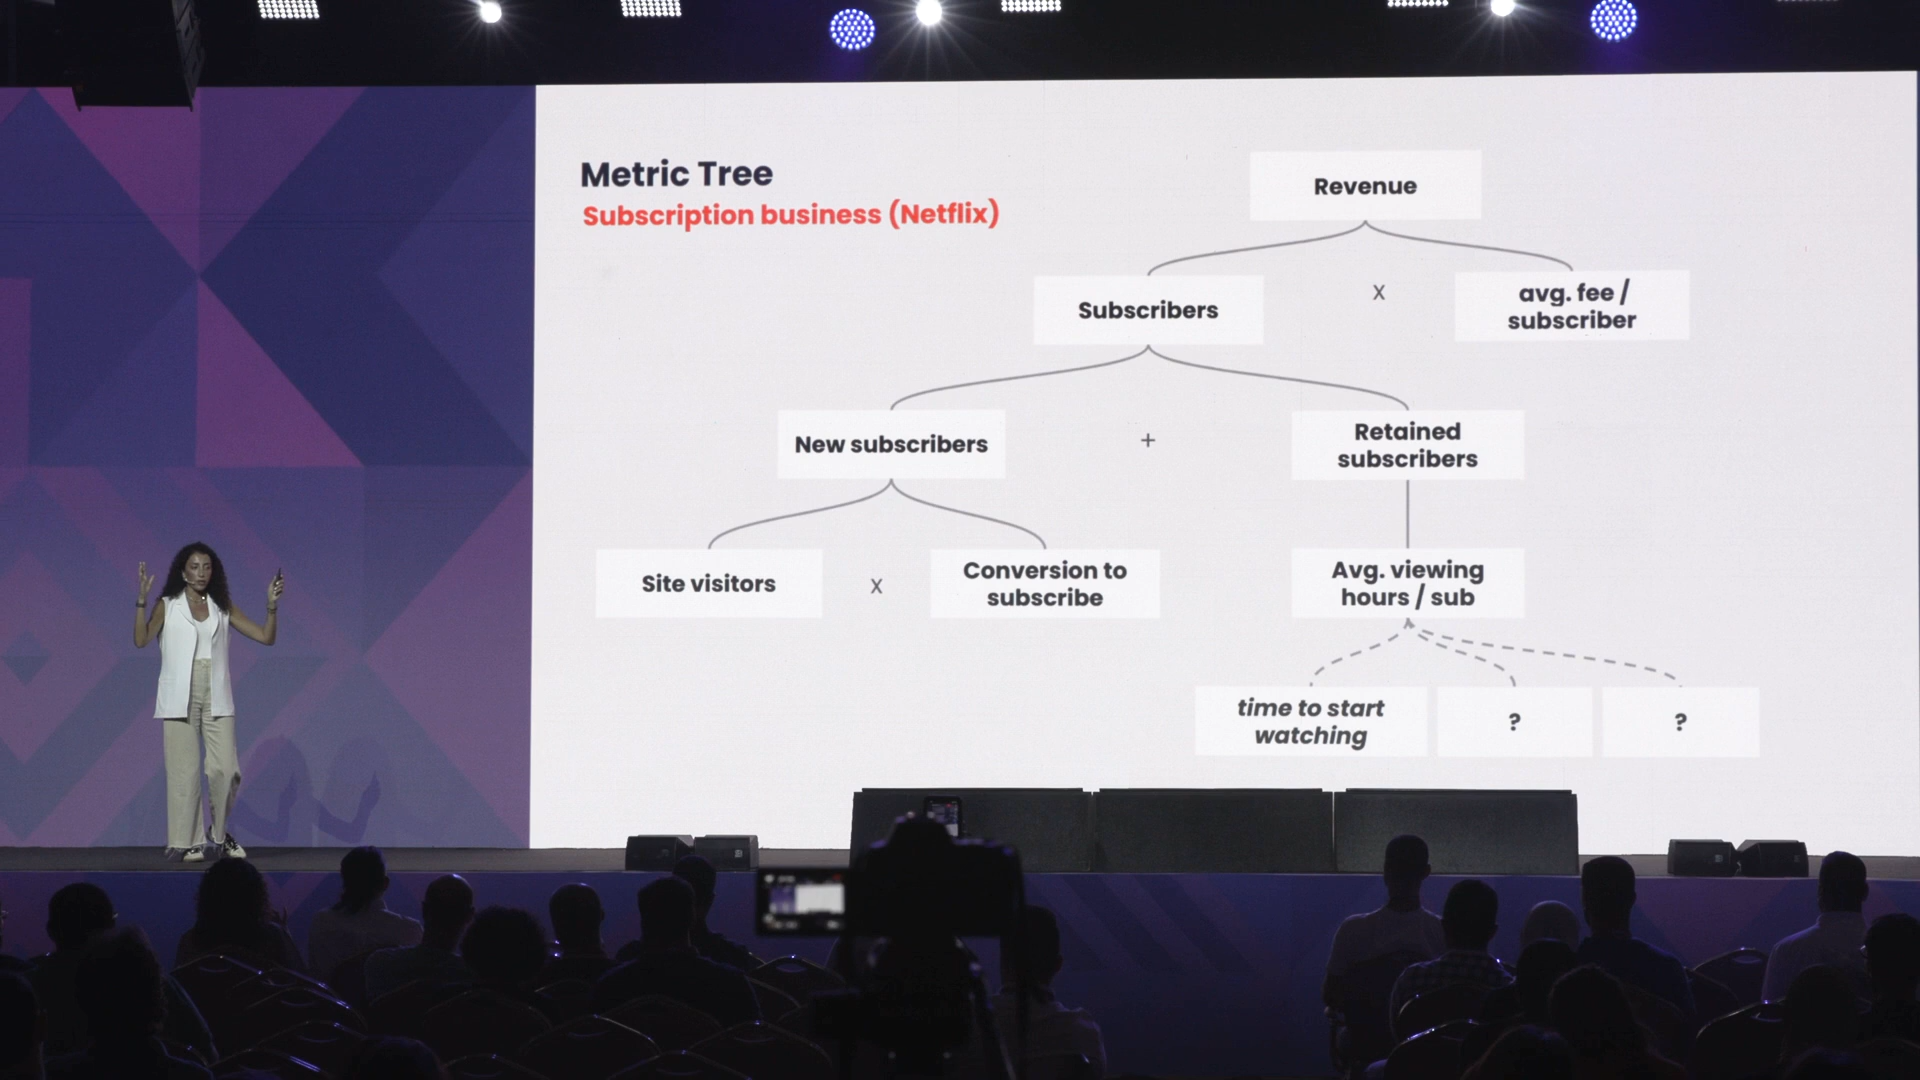 Metric Tree
Subscription business (Netflix)
Revenue
Subscribers
X
avg. fee /
subscriber
New subscribers
+
Retained
subscribers
Site visitors
X
Conversion to
subscribe
Avg. viewing
hours / sub
time to start
watching
?
?